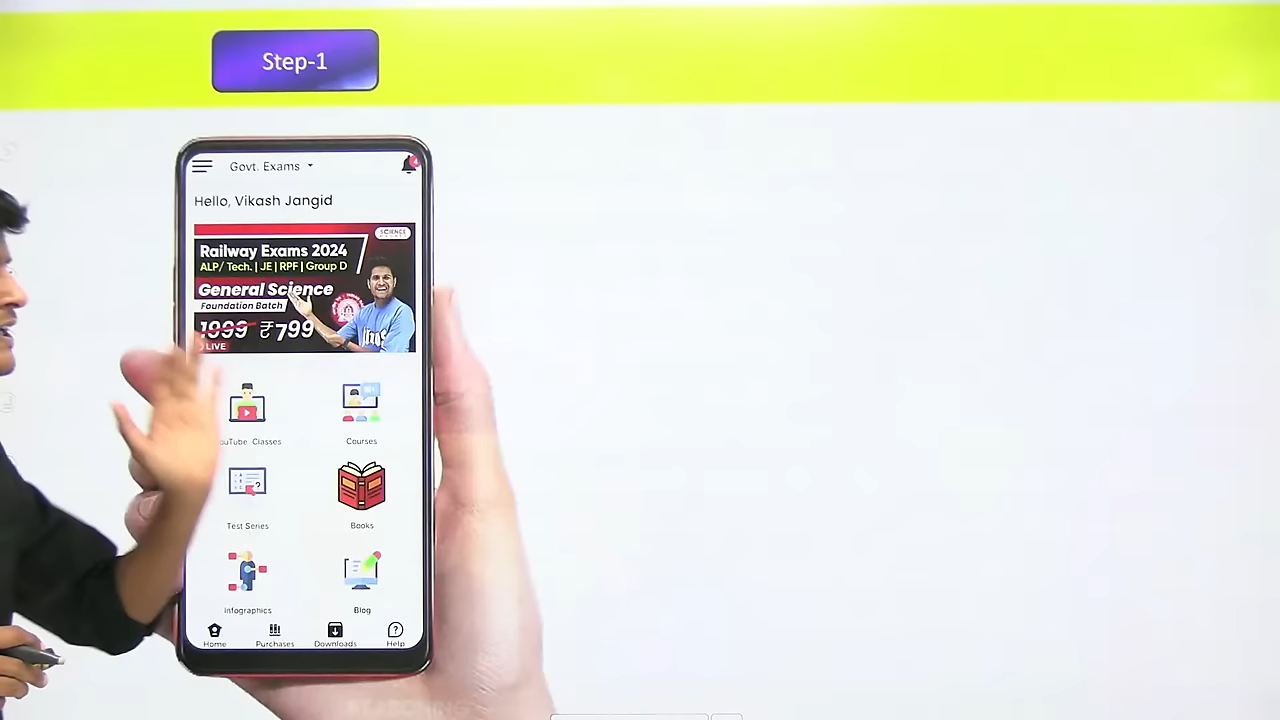 Step-1
Govt. Exams
Hello, Vikash Jangid
SCIENCE
Railway Exams 2024
ALP/ Tech. | JE | RPF | Group D
General Science
Foundation Batch
1999 ₹799
LIVE
YouTube Classes
Courses
Test Series
Books
Infographics
Blog
Home
Purchases
Downloads
Help